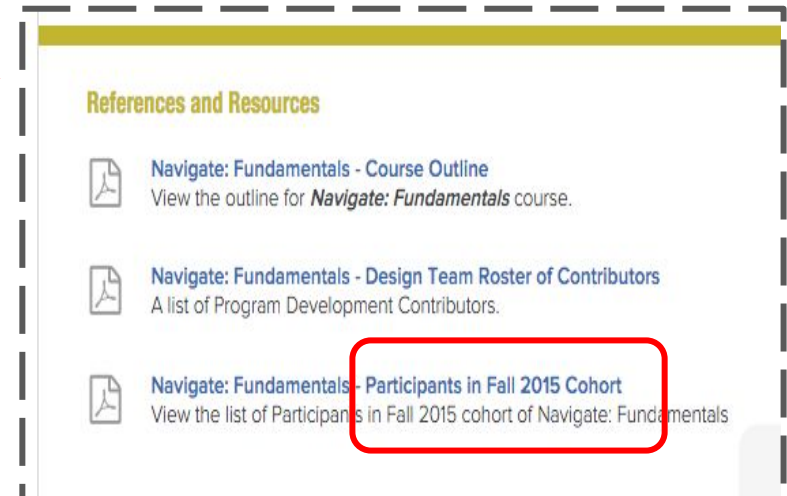 References and Resources
Navigate: Fundamentals - Course Outline
View the outline for Navigate: Fundamentals course.
Navigate: Fundamentals - Design Team Roster of Contributors
A list of Program Development Contributors.
Navigate: Fundamentals - Participants in Fall 2015 Cohort
View the list of Participants in Fall 2015 cohort of Navigate: Fundamentals